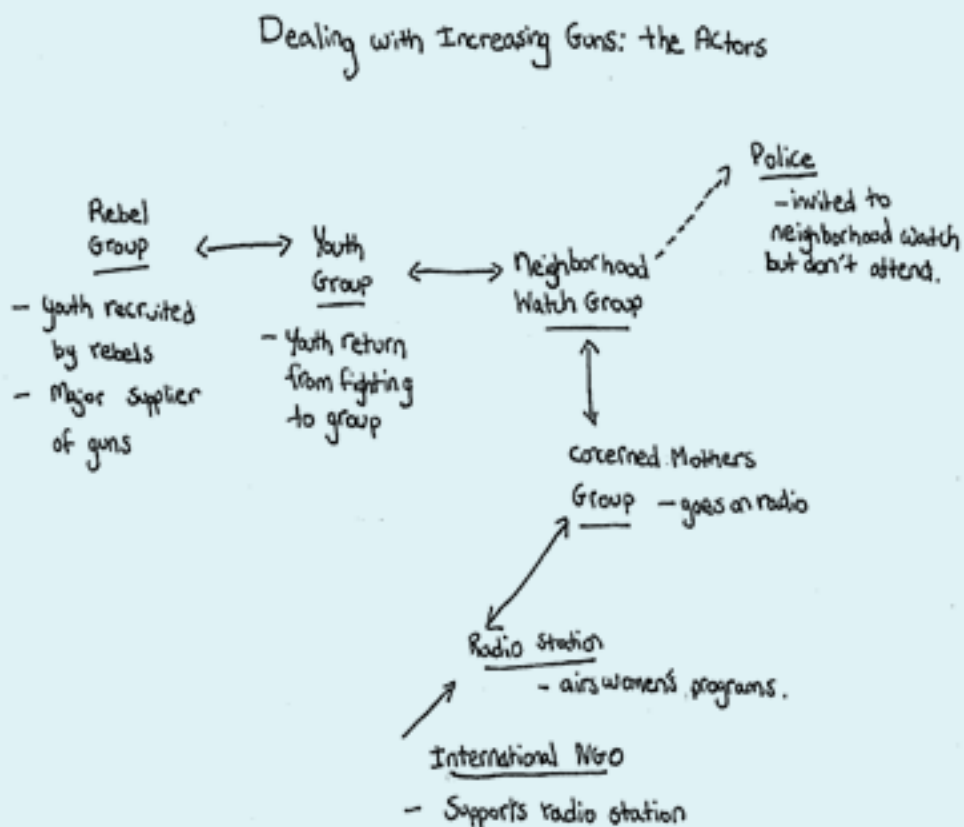 Dealing with Increasing Guns: the Actors
Rebel
Group
- Youth recruited
by rebels
- Major supplier
of guns
Youth
Group
- Youth return
from fighting
to group
Neighborhood
Watch Group
Police
- invited to
neighborhood watch
but don't attend.
Cocerned Mothers
Group - goes on radio
Radio Station
- airs women's programs.
International NGO
- Supports radio station